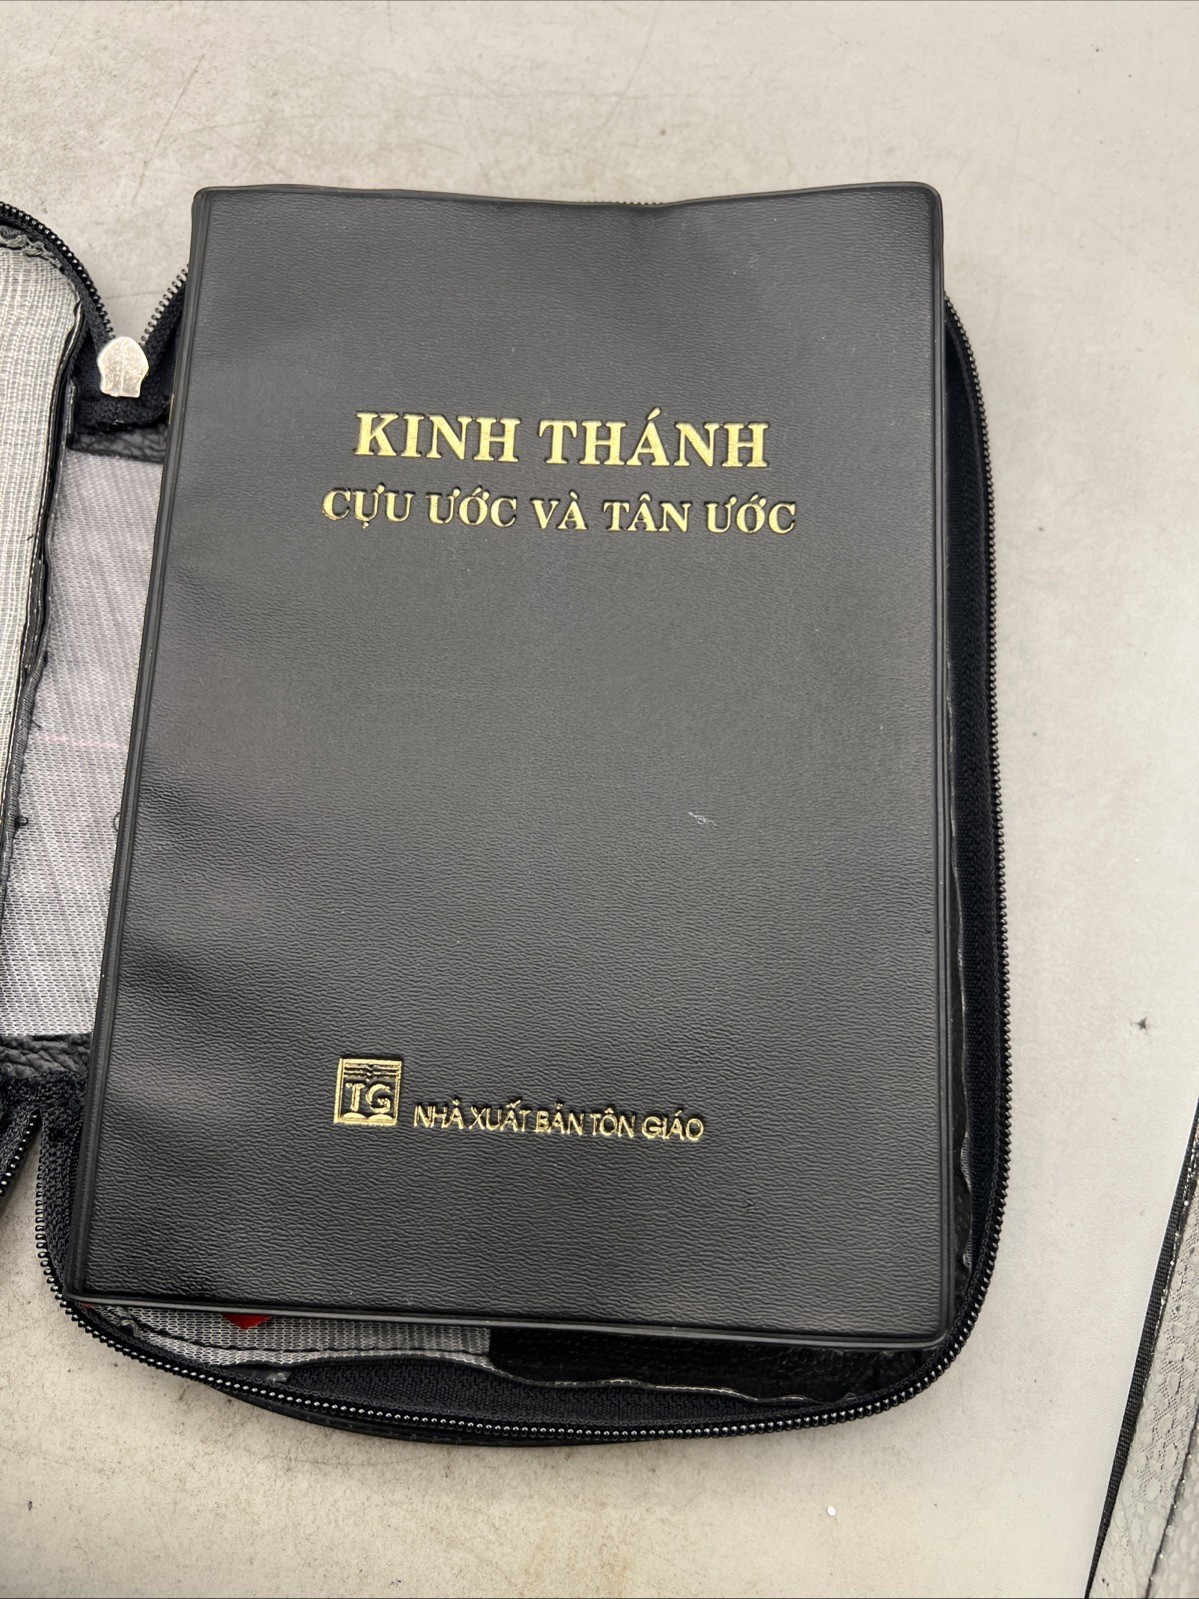 KINH THÁNH
CỰU ƯỚC VÀ TÂN ƯỚC
TG
NHÀ XUẤT BẢN TÔN GIÁO